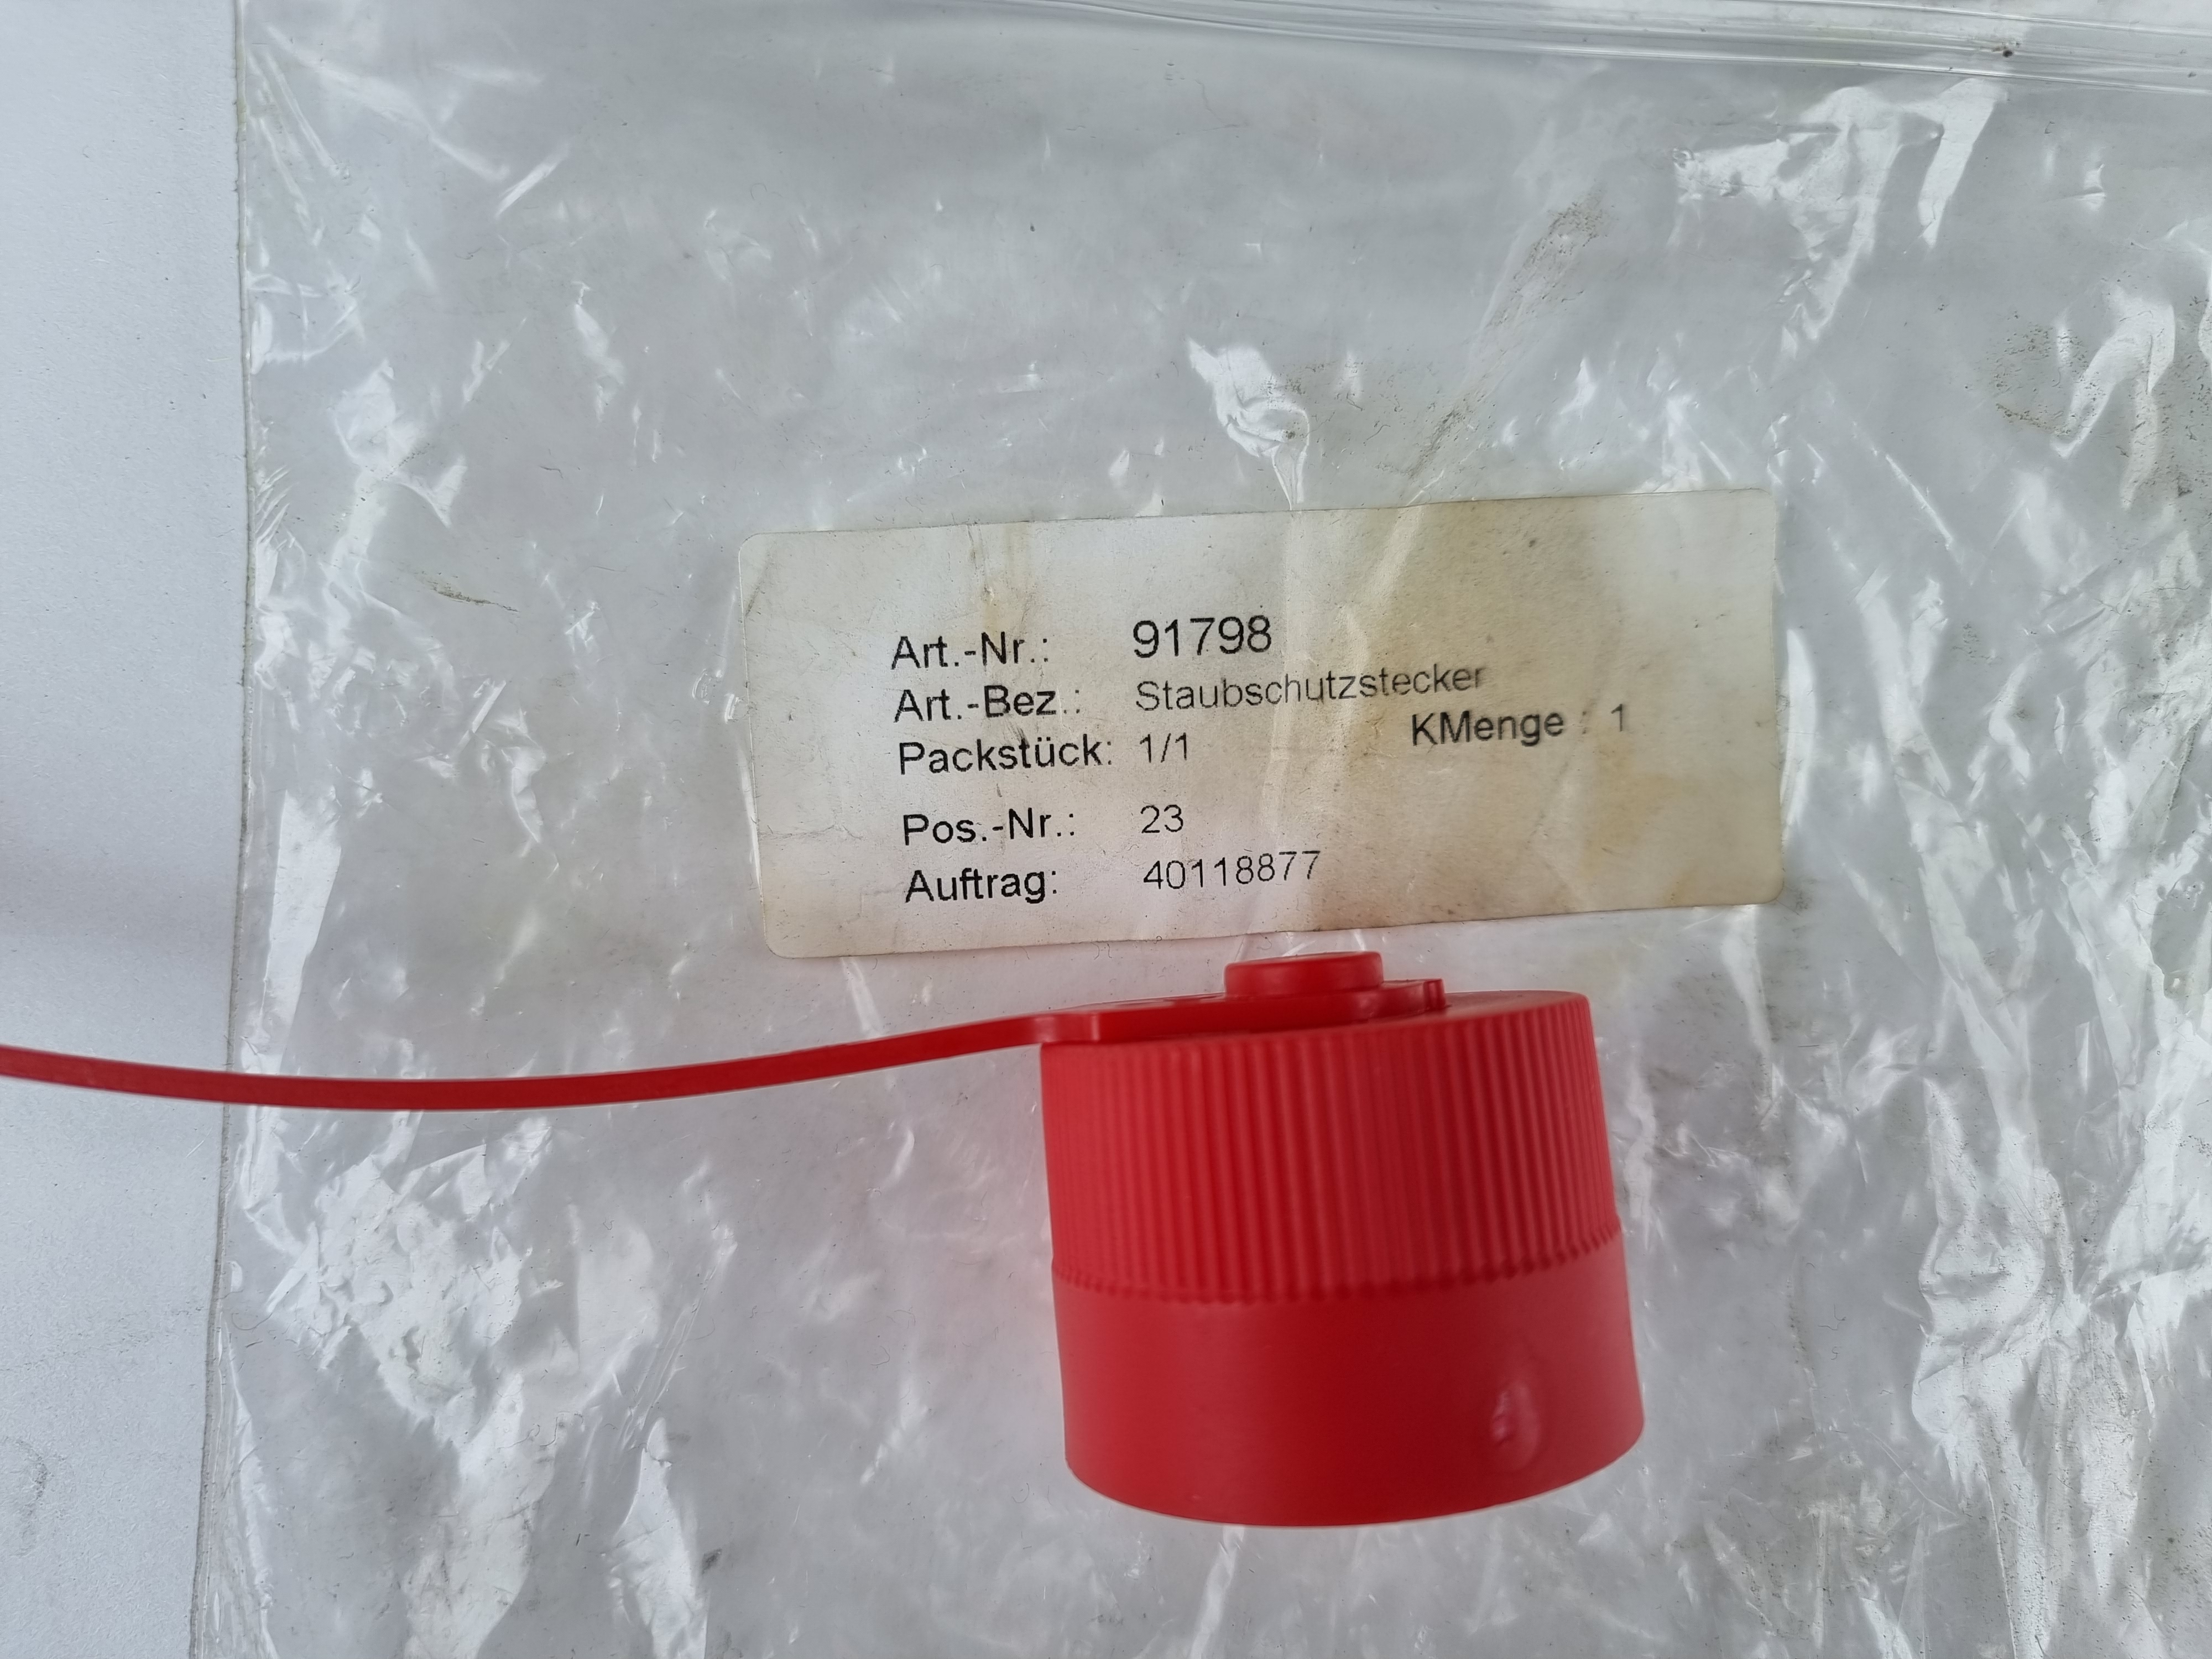 Art.-Nr.: 91798
Art.-Bez.: Staubschutzstecker
Packstück: 1/1 KMenge : 1
Pos.-Nr.: 23
Auftrag: 40118877